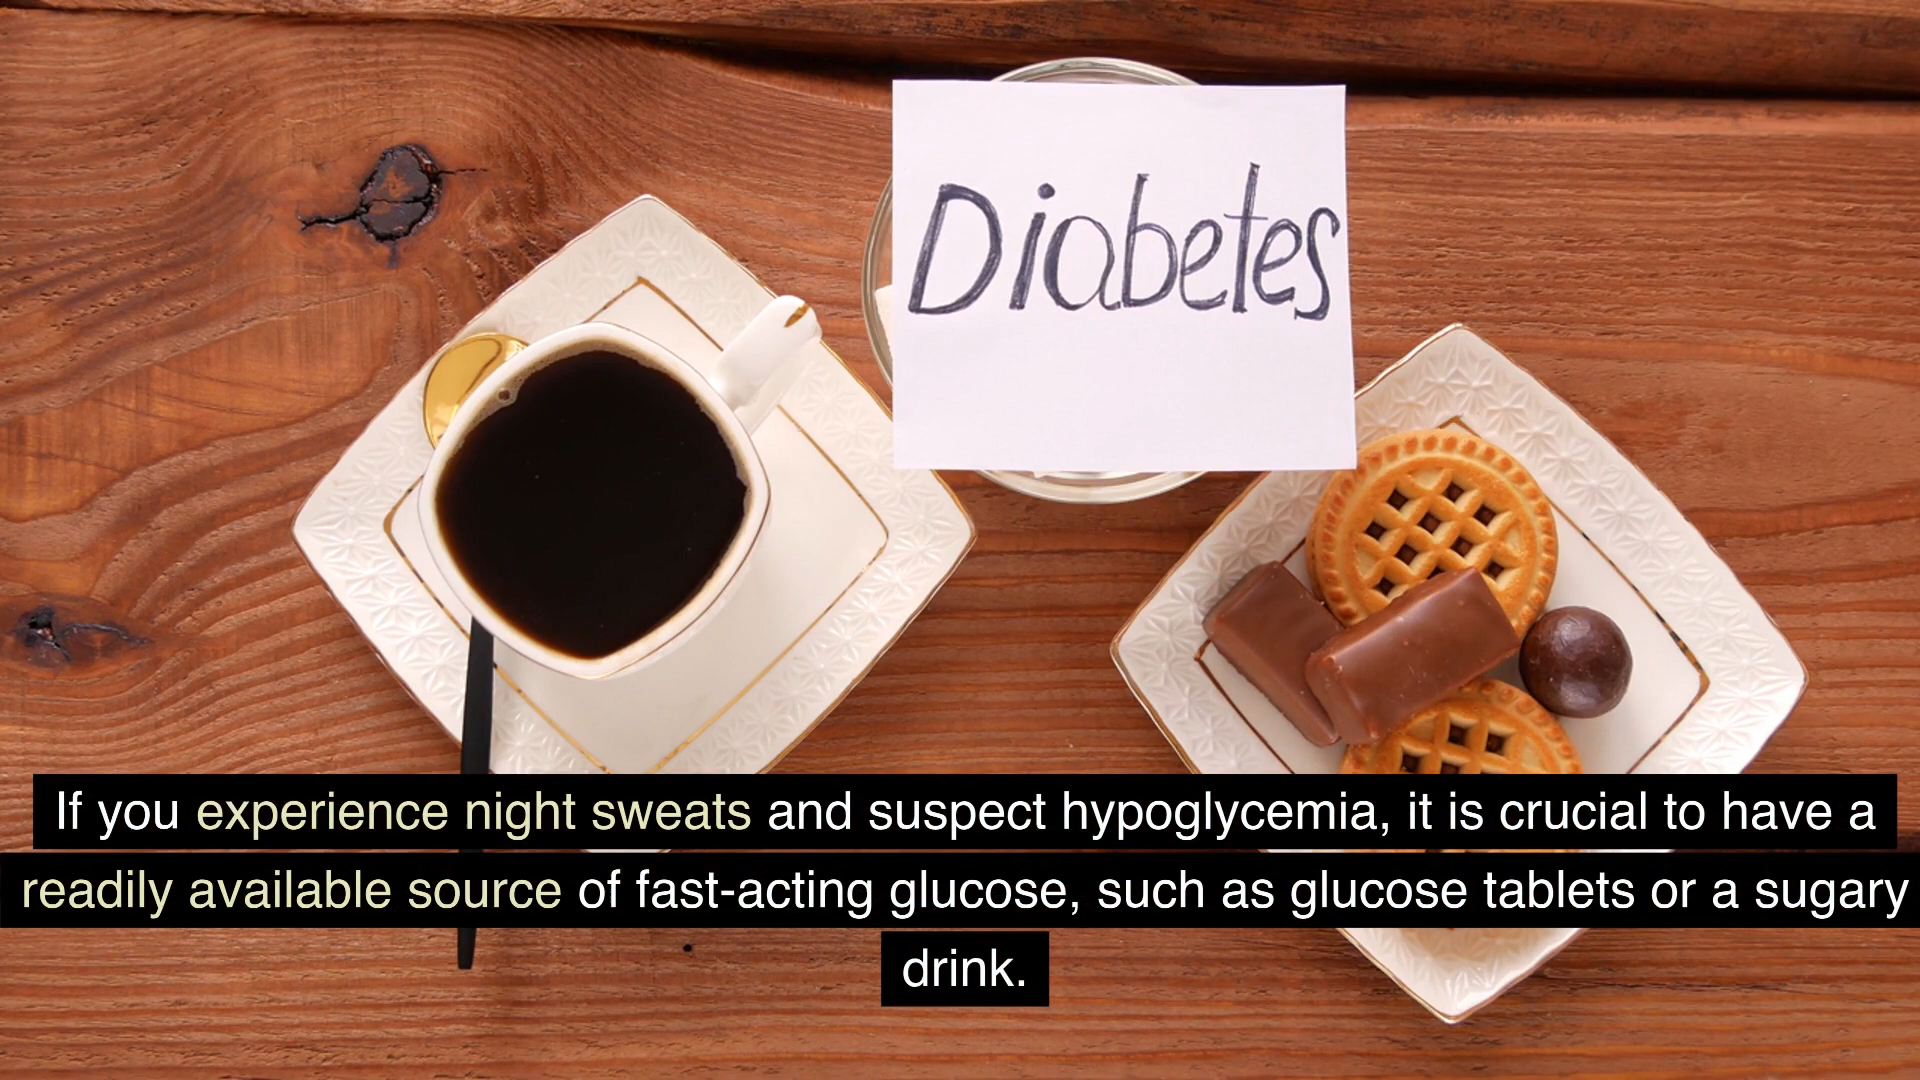 Diabetes
If you experience night sweats and suspect hypoglycemia, it is crucial to have a
readily available source of fast-acting glucose, such as glucose tablets or a sugary
drink.